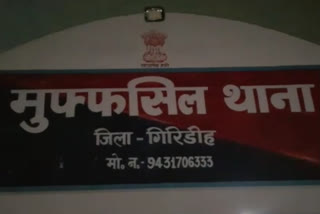 मुफ्फसिल थाना
जिला - गिरिडीह
मो. न.- 9431706333